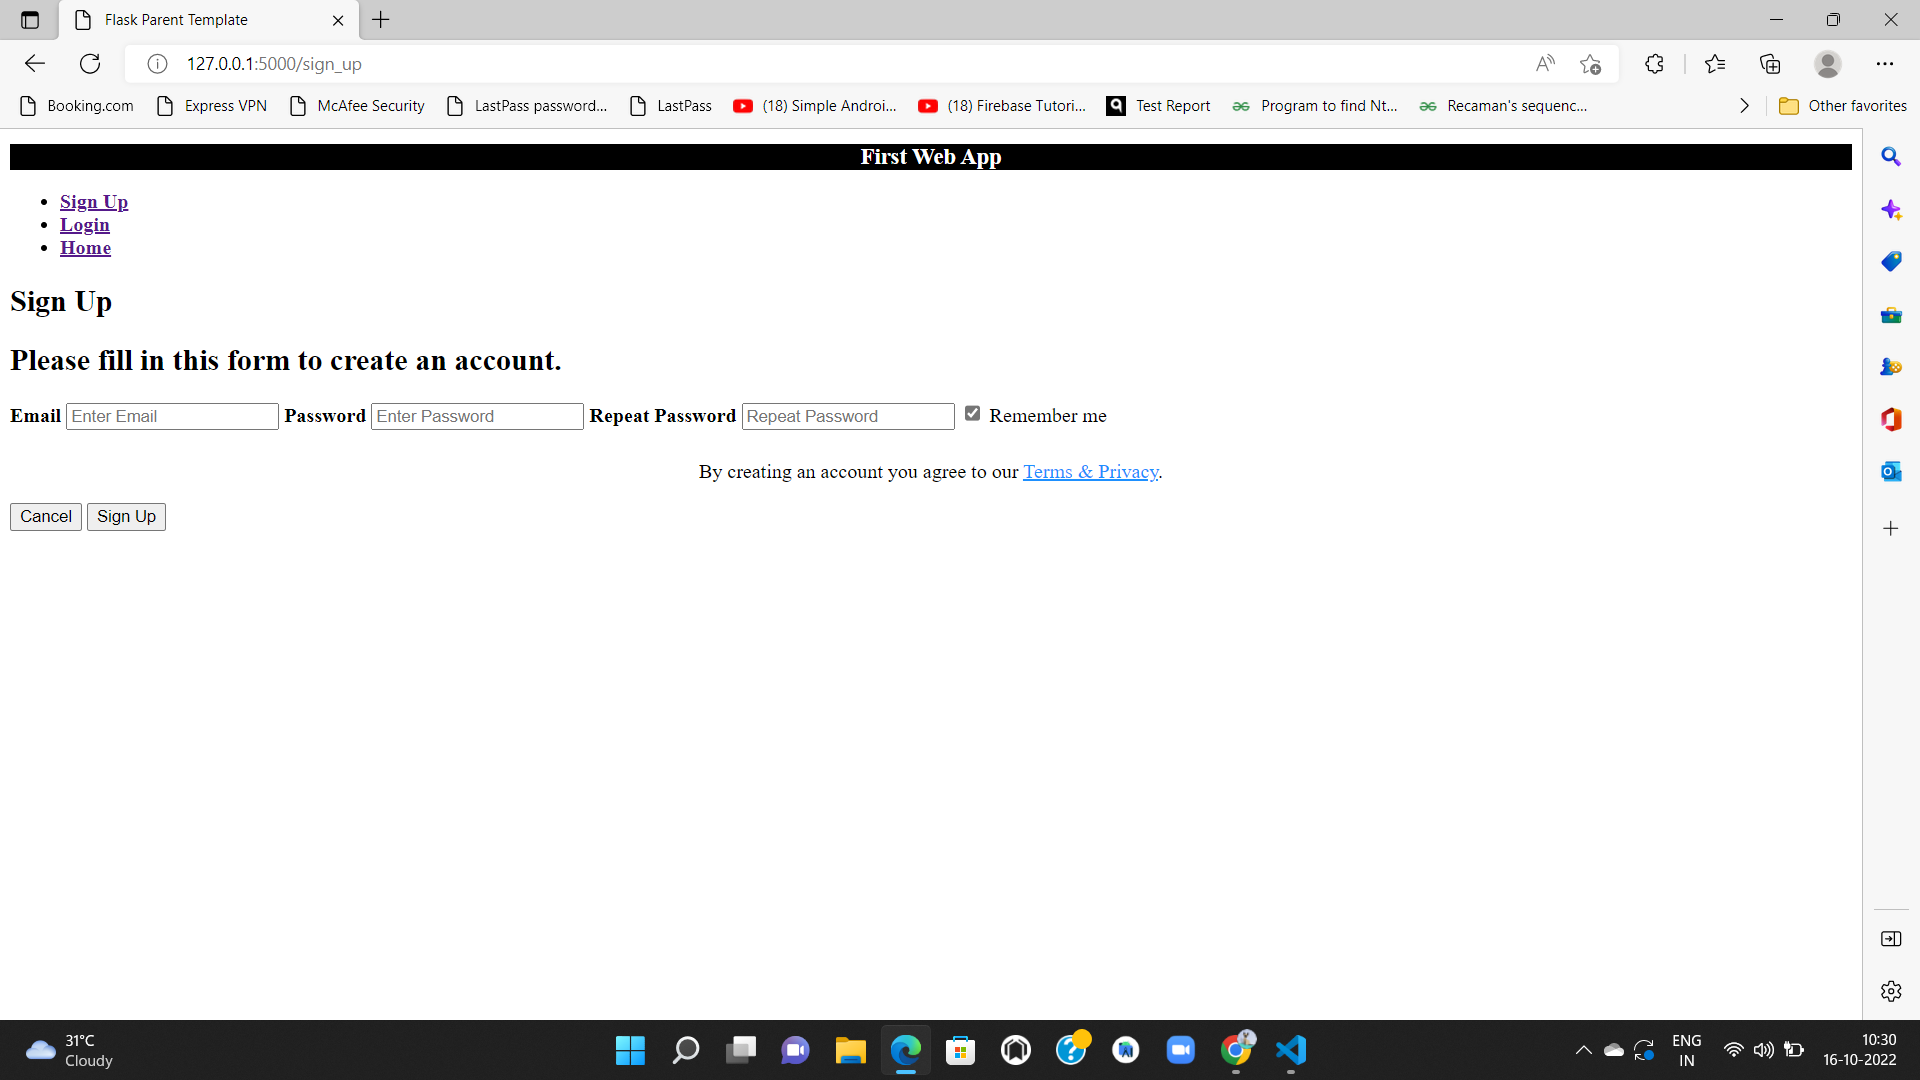 Flask Parent Template
127.0.0.1:5000/sign_up
Booking.com Express VPN McAfee Security LastPass password... LastPass (18) Simple Androi... (18) Firebase Tutori... Test Report Program to find Nt... Recaman's sequenc... Other favorites
First Web App
Sign Up
Login
Home
Sign Up
Please fill in this form to create an account.
Email Enter Email Password Enter Password Repeat Password Repeat Password Remember me
By creating an account you agree to our Terms & Privacy.
Cancel Sign Up
31°C
Cloudy
ENG
IN
10:30
16-10-2022